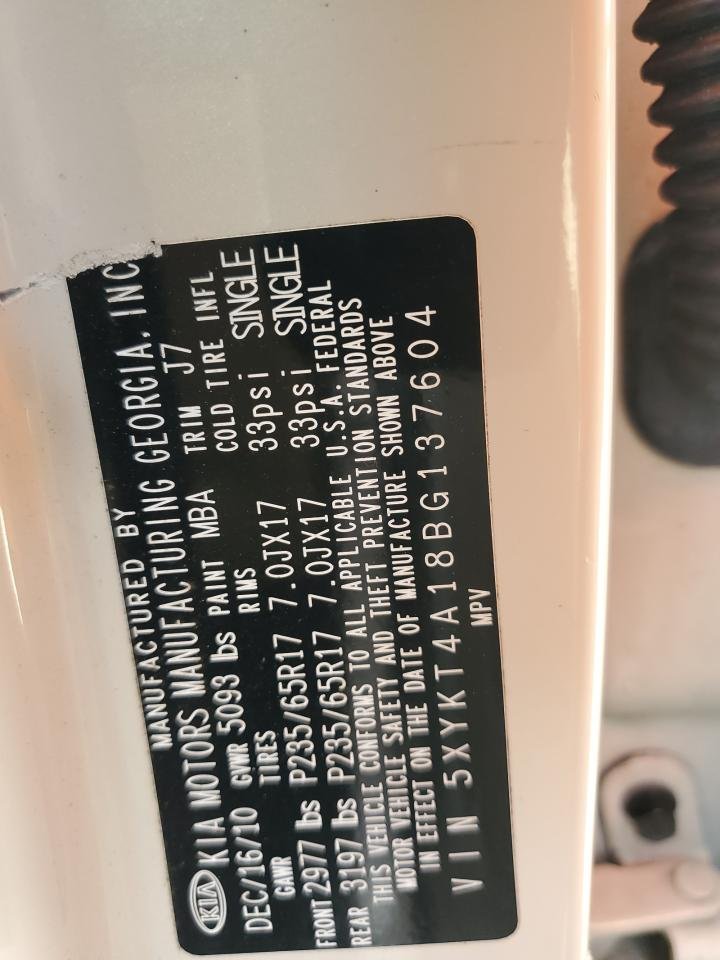 MANUFACTURED BY
KIA KIA MOTORS MANUFACTURING GEORGIA, INC
DEC/16/10 GVWR 5093 lbs PAINT MBA TRIM J7
GAWR TIRES RIMS COLD TIRE INFL
FRONT 2977 lbs P235/65R17 7.0JX17 33psi SINGLE
REAR 3197 lbs P235/65R17 7.0JX17 33psi SINGLE
THIS VEHICLE CONFORMS TO ALL APPLICABLE U.S.A. FEDERAL
MOTOR VEHICLE SAFETY AND THEFT PREVENTION STANDARDS
IN EFFECT ON THE DATE OF MANUFACTURE SHOWN ABOVE
VIN 5XYKT4A18BG137604
MPV